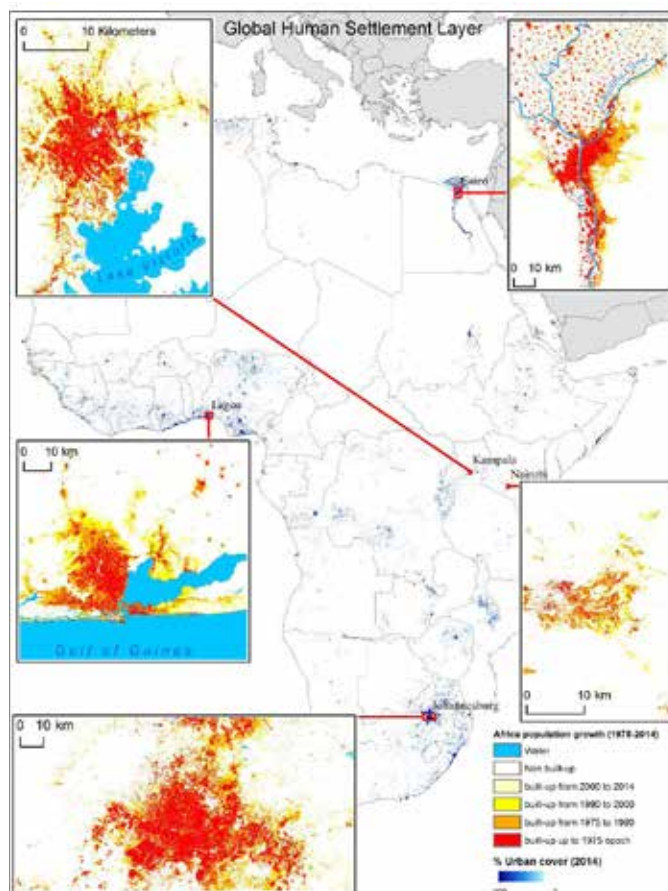 Global Human Settlement Layer
0 10 Kilometers
Lake Victoria
0 10 km
Cairo
Lagos
Kampala
Nairobi
0 10 km
Gulf of Guinea
0 10 km
Johannesburg
0 10 km
Africa population growth (1975-2014)
Water
Non built-up
built-up from 2000 to 2014
built-up from 1990 to 2000
built-up from 1975 to 1990
built-up up to 1975 epoch
% Urban cover (2014)